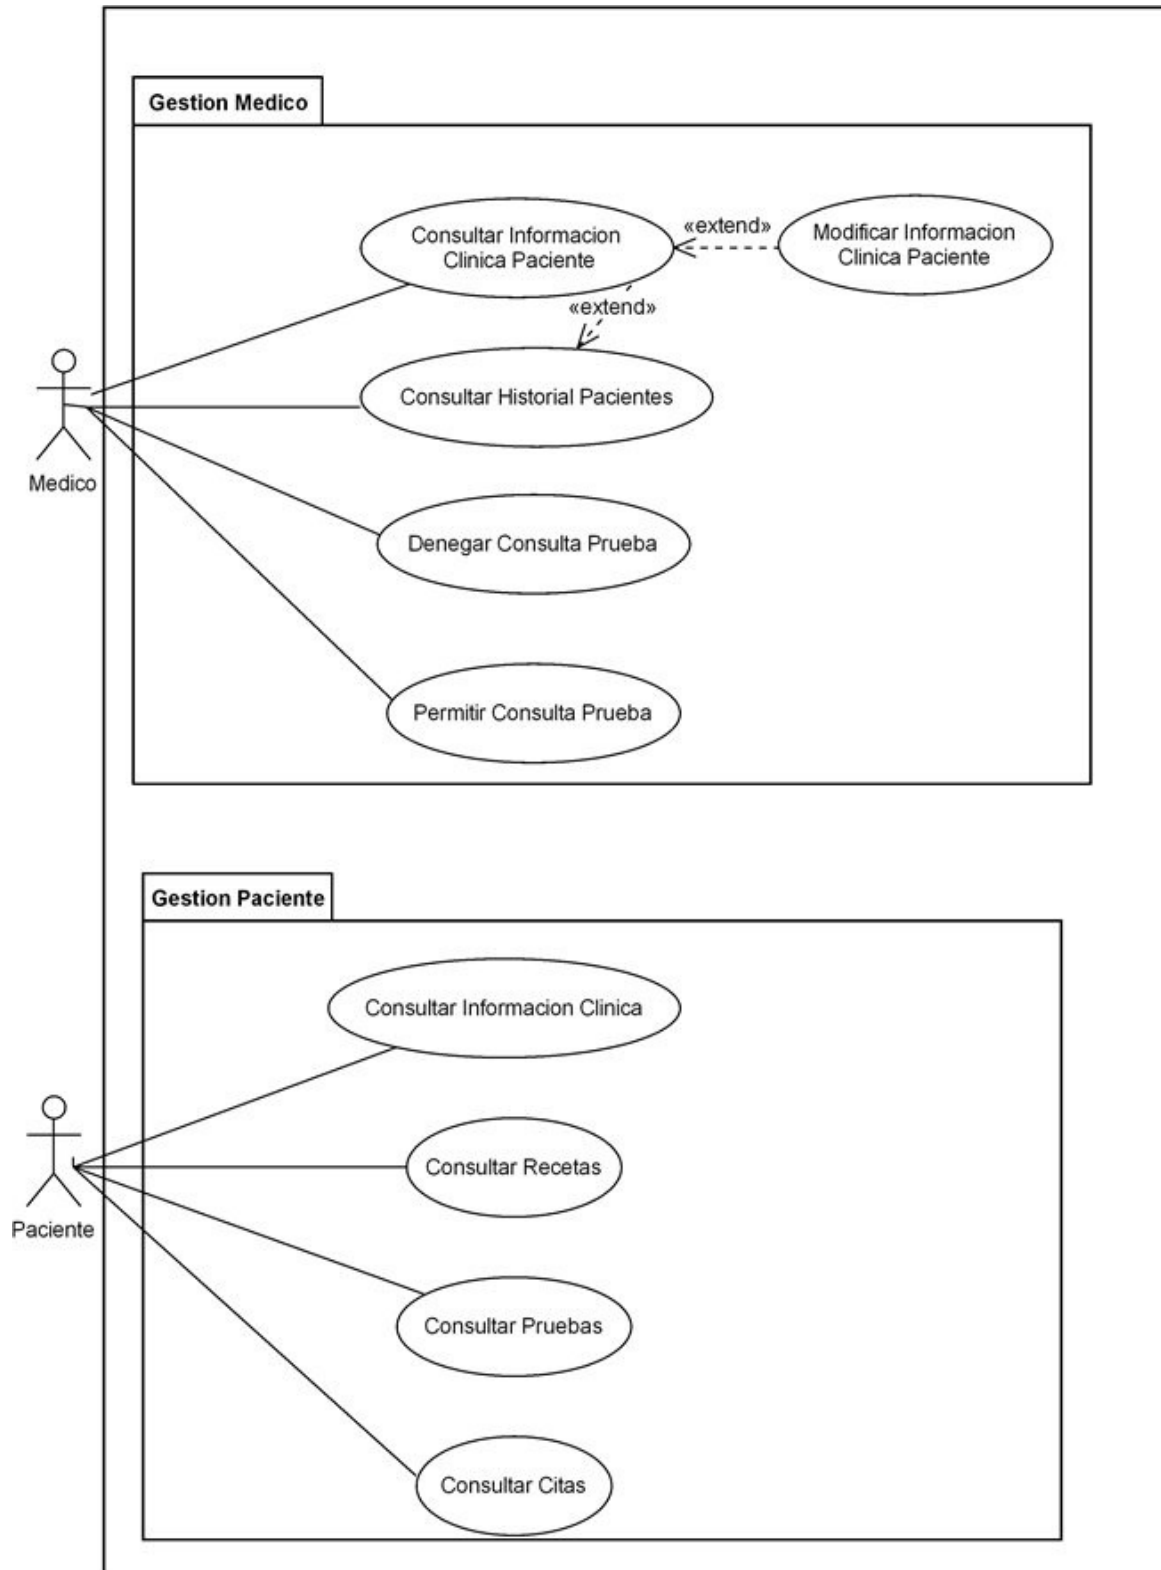 Gestion Medico
Consultar Informacion
Clinica Paciente
«extend»
Modificar Informacion
Clinica Paciente
«extend»
Consultar Historial Pacientes
Medico
Denegar Consulta Prueba
Permitir Consulta Prueba
Gestion Paciente
Consultar Informacion Clinica
Consultar Recetas
Paciente
Consultar Pruebas
Consultar Citas